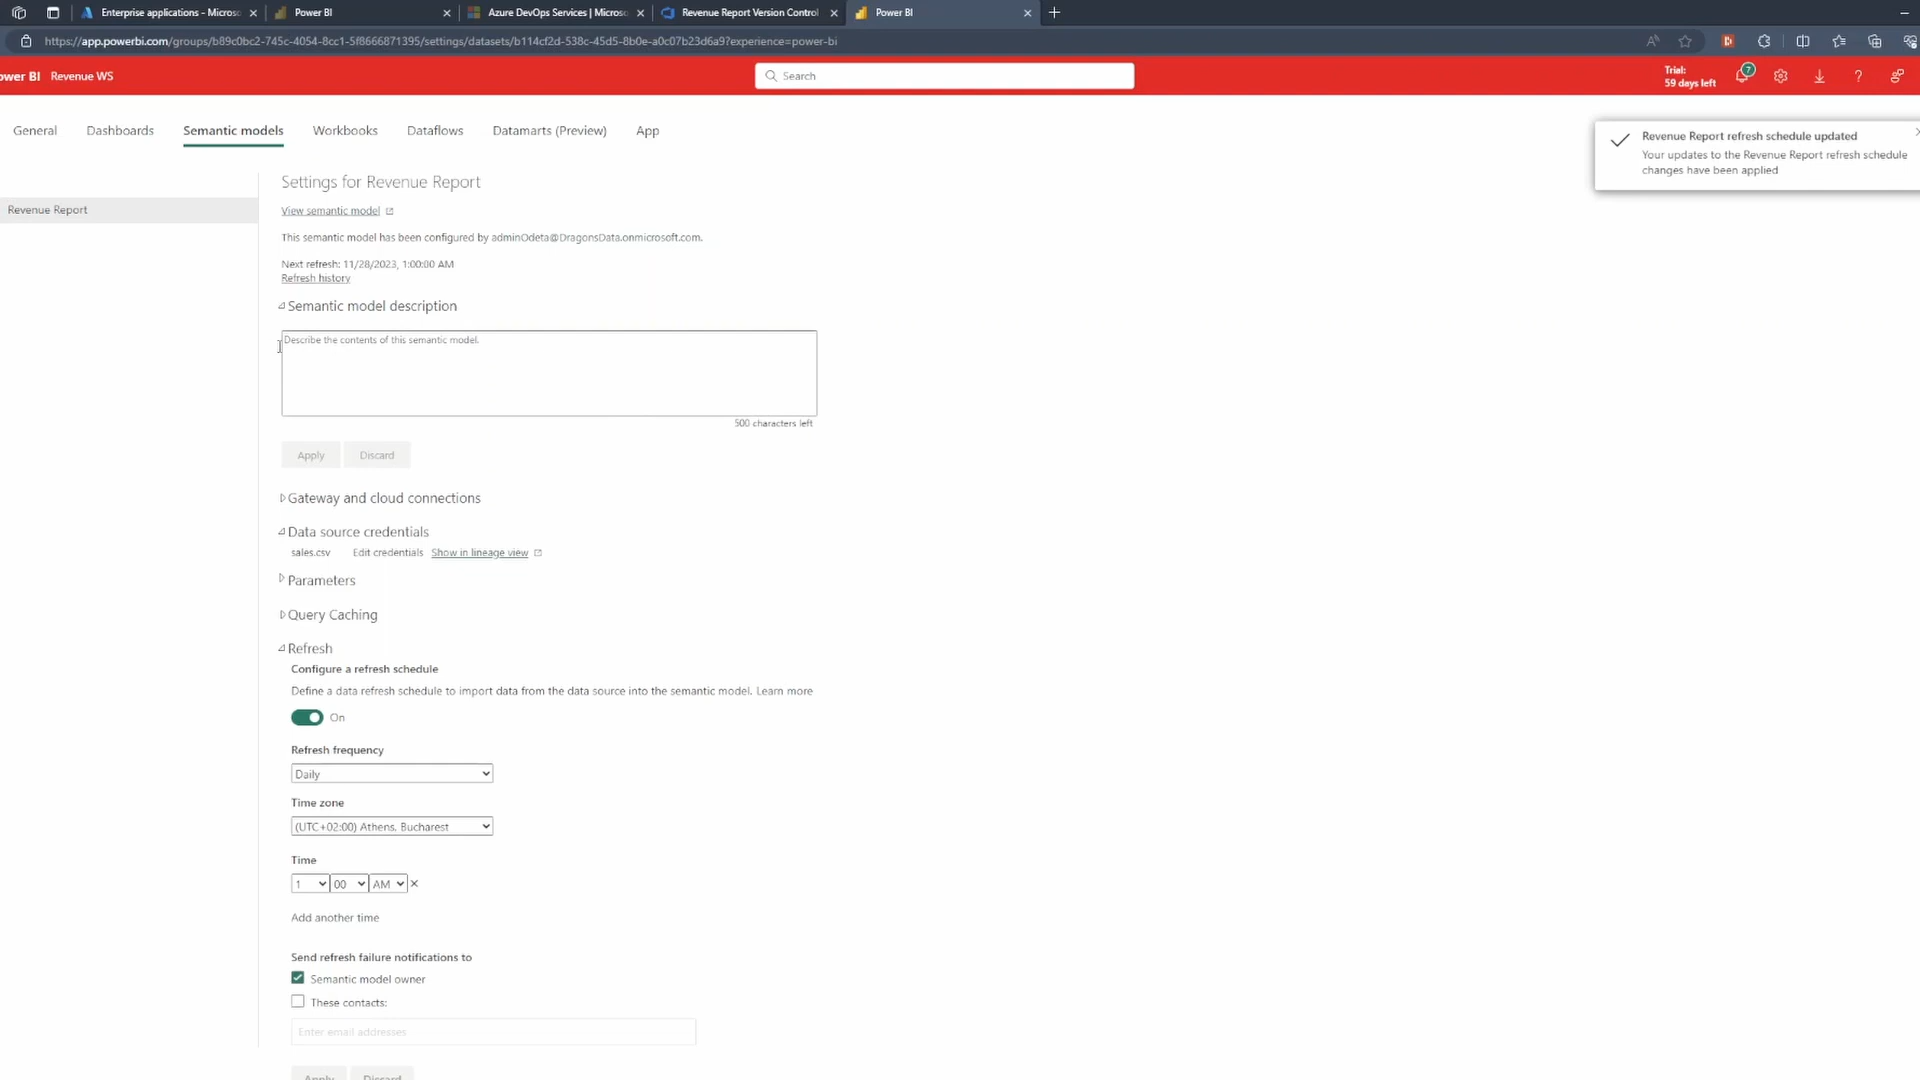 Enterprise applications - Microso
Power BI
Azure DevOps Services | Microso
Revenue Report Version Control
Power BI
https://app.powerbi.com/groups/b89c0bc2-745c-4054-8cc1-5f8666871395/settings/datasets/b114cf2d-538c-45d5-8b0e-a0c07b23d6a9?experience=power-bi
ower BI Revenue WS
Search
Trial:
59 days left
7
General Dashboards Semantic models Workbooks Dataflows Datamarts (Preview) App
Revenue Report refresh schedule updated
Your updates to the Revenue Report refresh schedule
changes have been applied
Revenue Report
Settings for Revenue Report
View semantic model
This semantic model has been configured by adminOdeta@DragonsData.onmicrosoft.com.
Next refresh: 11/28/2023, 1:00:00 AM
Refresh history
Semantic model description
Describe the contents of this semantic model.
500 characters left
Apply Discard
Gateway and cloud connections
Data source credentials
sales.csv Edit credentials Show in lineage view
Parameters
Query Caching
Refresh
Configure a refresh schedule
Define a data refresh schedule to import data from the data source into the semantic model. Learn more
On
Refresh frequency
Daily
Time zone
(UTC+02:00) Athens, Bucharest
Time
1 00 AM
Add another time
Send refresh failure notifications to
Semantic model owner
These contacts:
Enter email addresses
Apply Discard